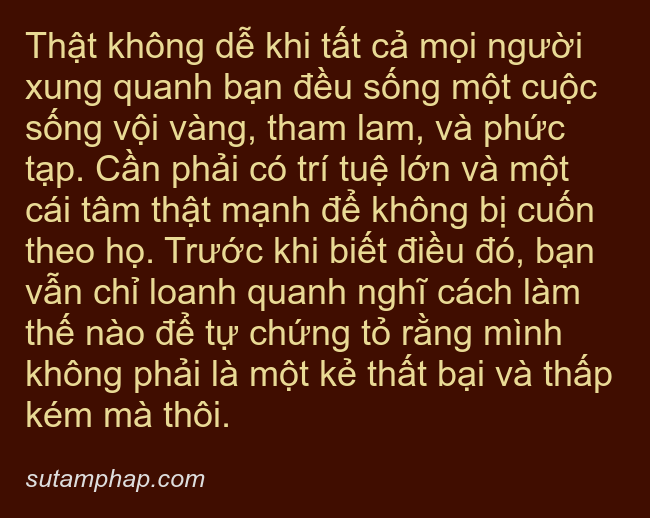 Thật không dễ khi tất cả mọi người
xung quanh bạn đều sống một cuộc
sống vội vàng, tham lam, và phức
tạp. Cần phải có trí tuệ lớn và một
cái tâm thật mạnh để không bị cuốn
theo họ. Trước khi biết điều đó, bạn
vẫn chỉ loanh quanh nghĩ cách làm
thế nào để tự chứng tỏ rằng mình
không phải là một kẻ thất bại và thấp
kém mà thôi.
sutamphap.com